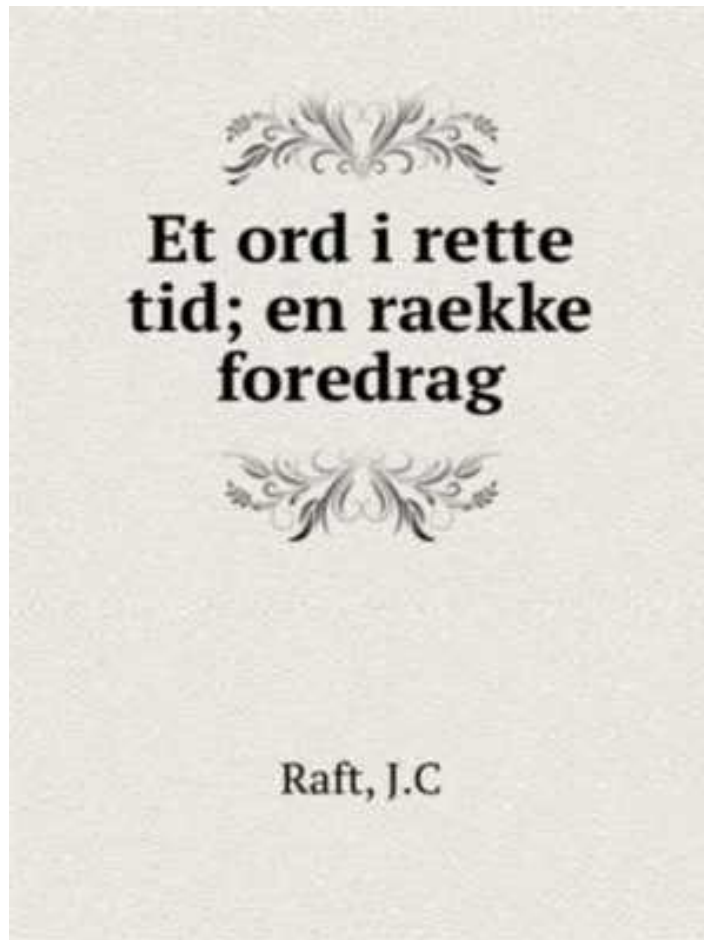 Et ord i rette
tid; en raekke
foredrag
Raft, J.C